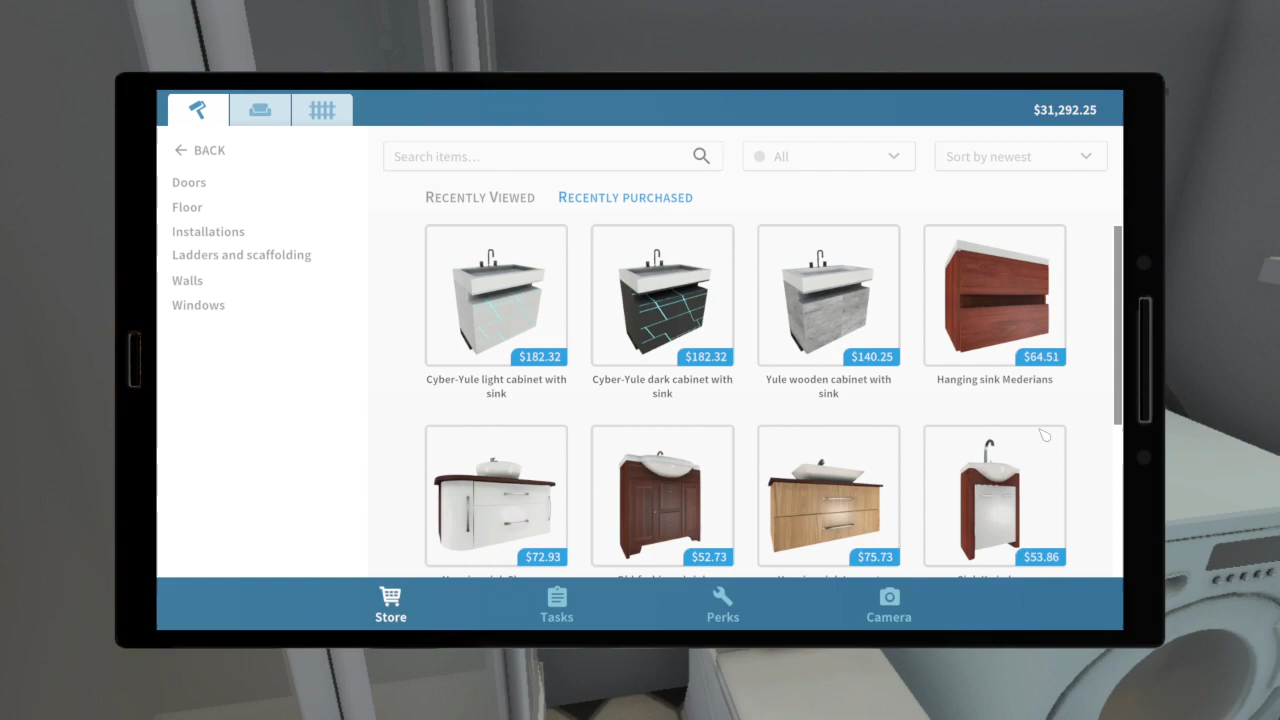 $31,292.25
BACK
Doors
Floor
Installations
Ladders and scaffolding
Walls
Windows
Search items...
All
Sort by newest
RECENTLY VIEWED
RECENTLY PURCHASED
$182.32
$182.32
$140.25
$64.51
Cyber-Yule light cabinet with
sink
Cyber-Yule dark cabinet with
sink
Yule wooden cabinet with
sink
Hanging sink Mederians
$72.93
$52.73
$75.73
$53.86
Store
Tasks
Perks
Camera